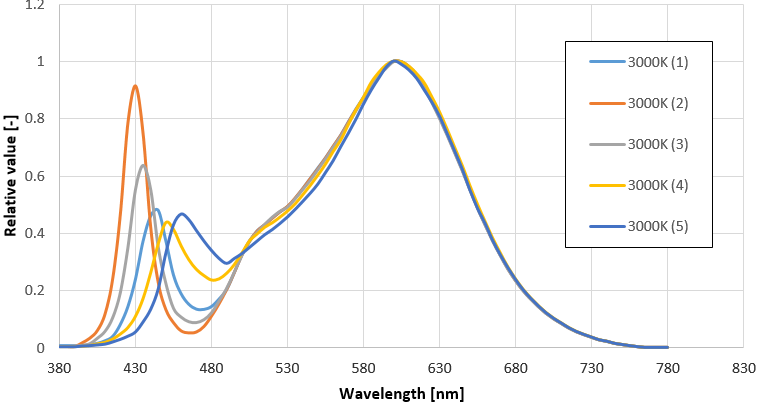 1.2
1
0.8
0.6
0.4
0.2
0
Relative value [-]
380 430 480 530 580 630 680 730 780 830
Wavelength [nm]
3000K (1)
3000K (2)
3000K (3)
3000K (4)
3000K (5)